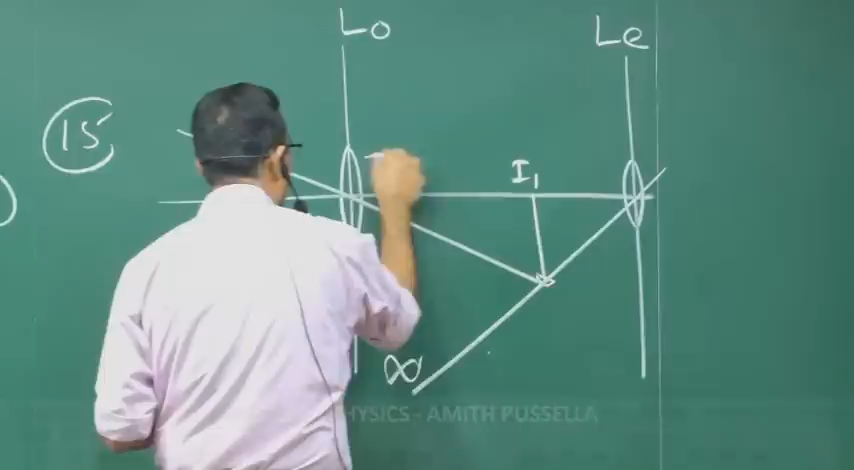 Lo
Le
15
I1
∞
PHYSICS - AMITH PUSSELLA